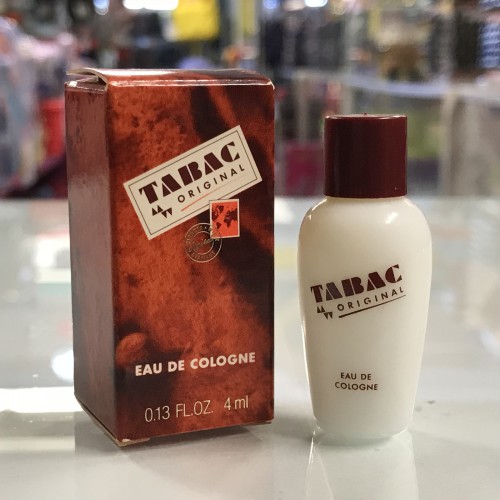 TABAC
ORIGINAL
EAU DE COLOGNE
0.13 FL.OZ. 4 ml
TABAC
ORIGINAL
EAU DE
COLOGNE